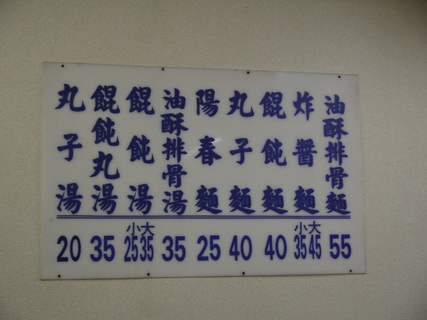 油酥排骨麵 55
炸醬麵 小35 大45
餛飩麵 40
丸子麵 40
陽春麵 25
油酥排骨湯 35
餛飩湯 小25 大35
餛飩丸湯 35
丸子湯 20